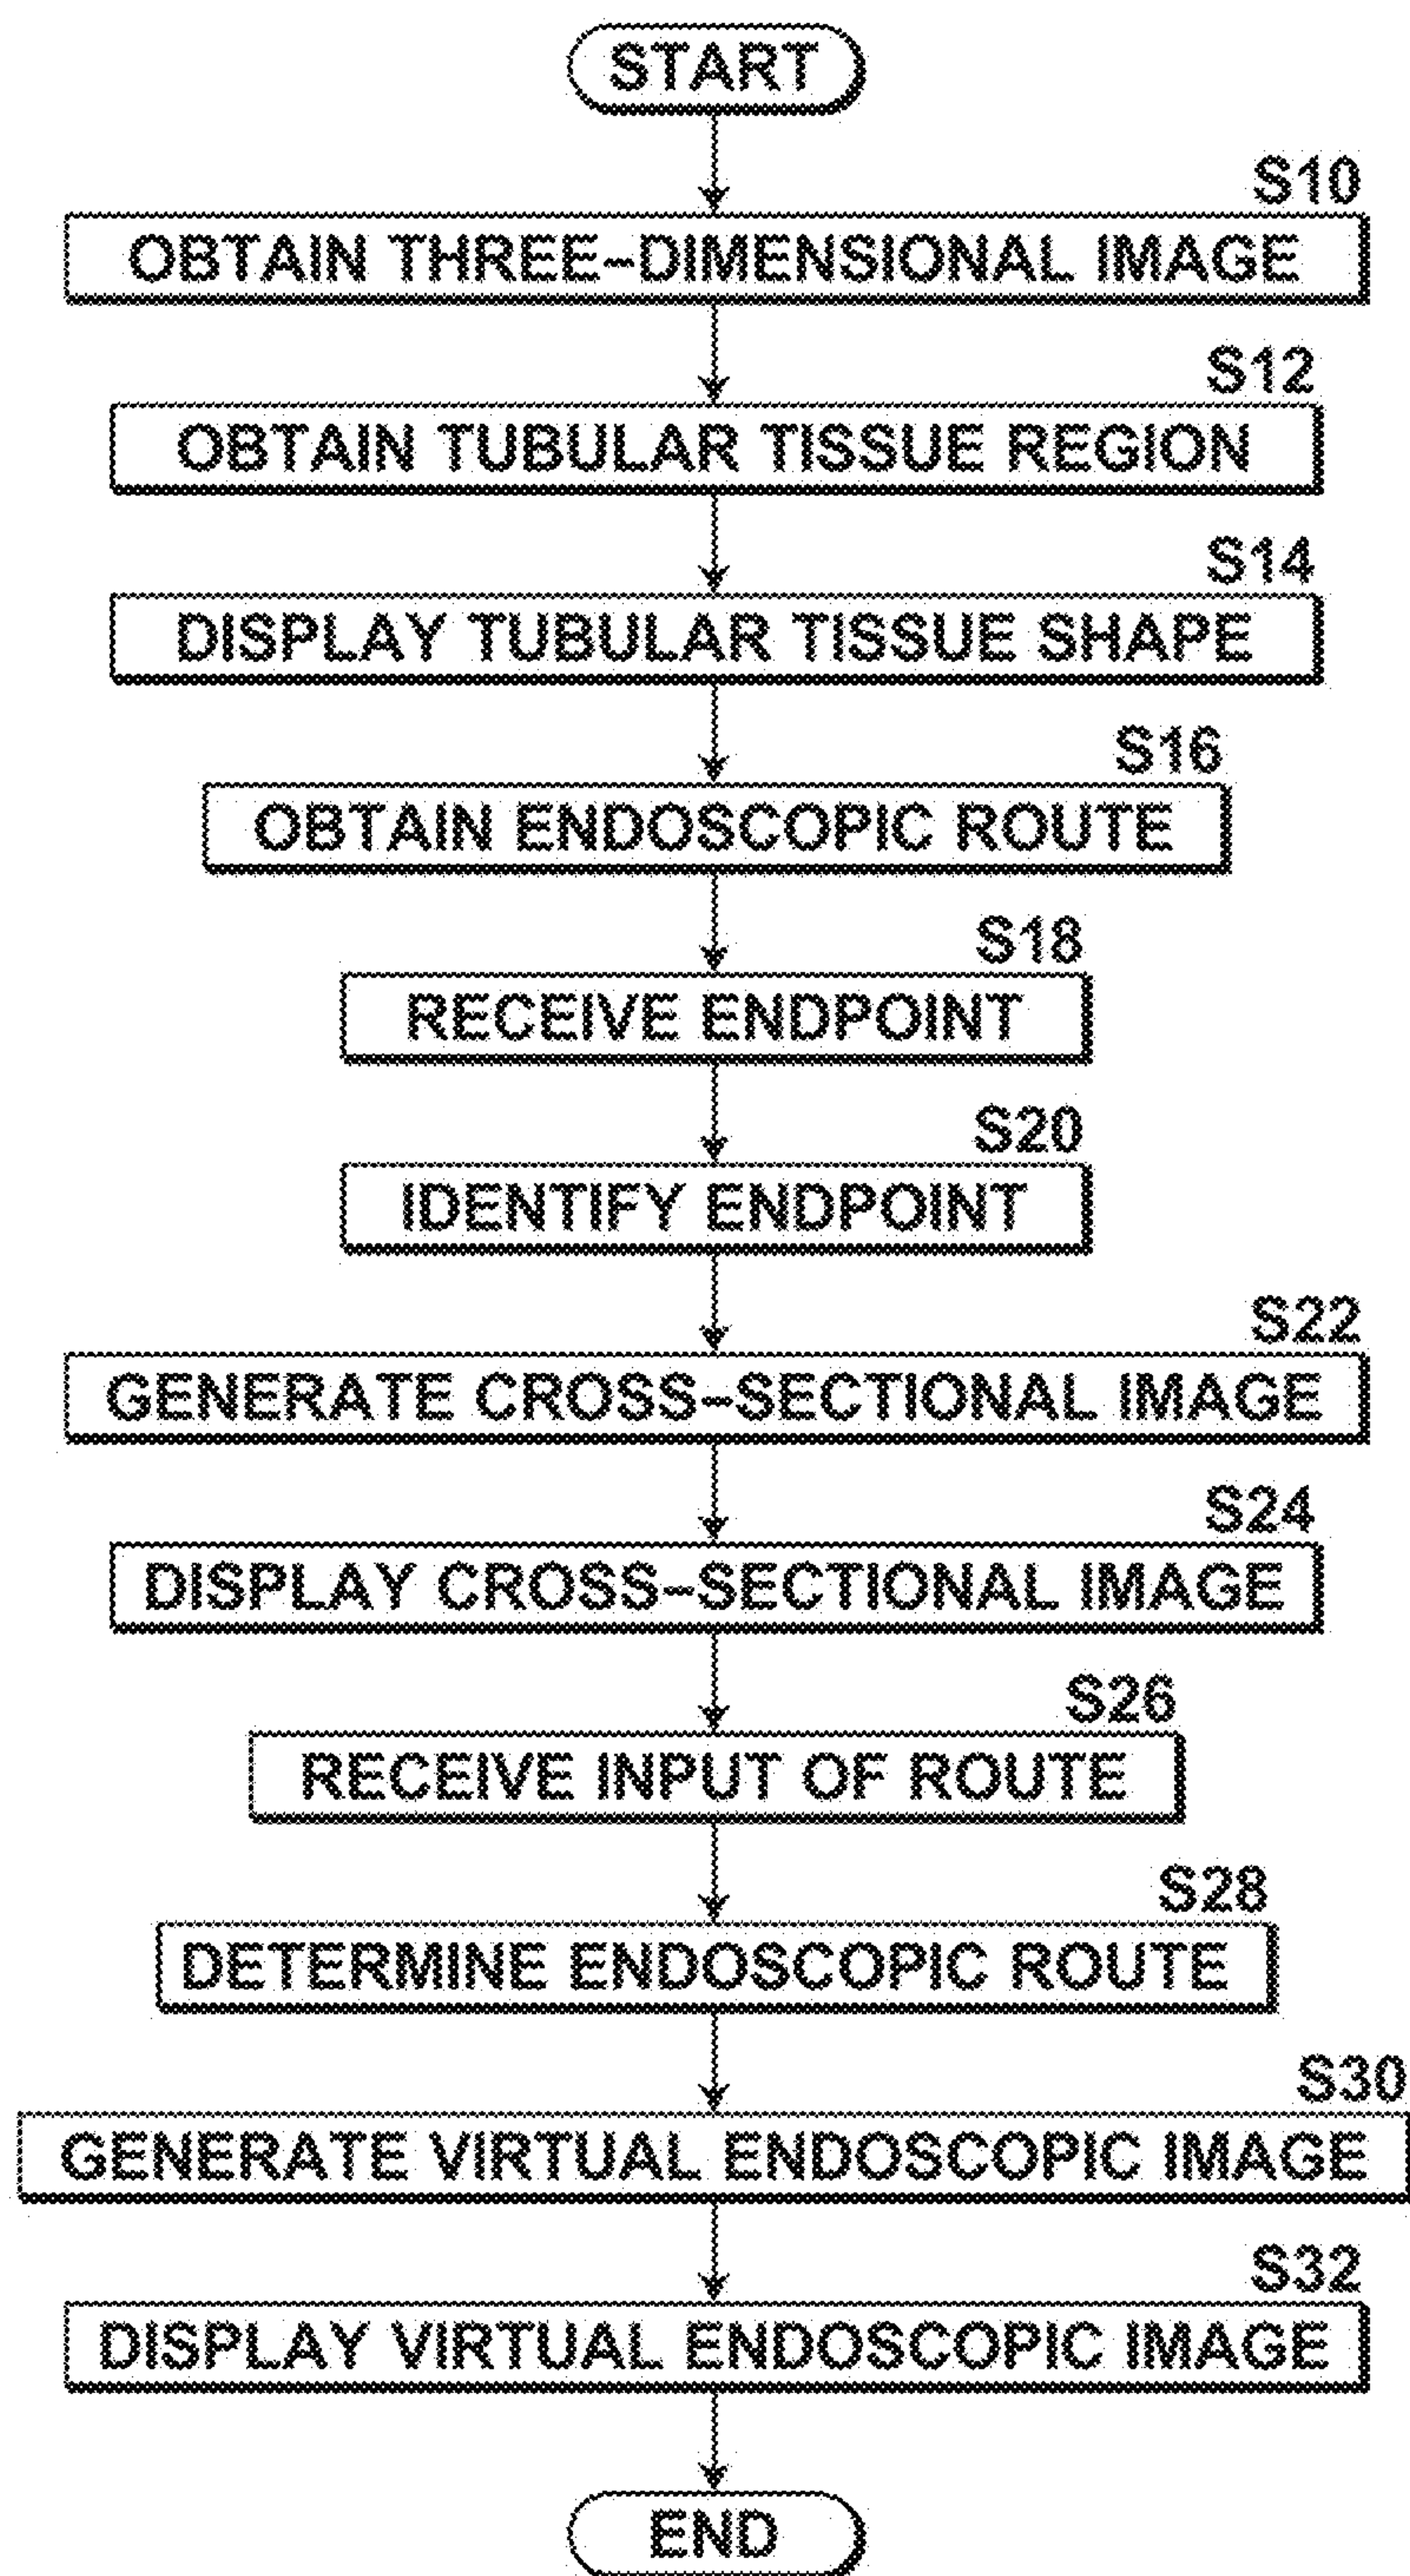 START
S10
OBTAIN THREE-DIMENSIONAL IMAGE
S12
OBTAIN TUBULAR TISSUE REGION
S14
DISPLAY TUBULAR TISSUE SHAPE
S16
OBTAIN ENDOSCOPIC ROUTE
S18
RECEIVE ENDPOINT
S20
IDENTIFY ENDPOINT
S22
GENERATE CROSS-SECTIONAL IMAGE
S24
DISPLAY CROSS-SECTIONAL IMAGE
S26
RECEIVE INPUT OF ROUTE
S28
DETERMINE ENDOSCOPIC ROUTE
S30
GENERATE VIRTUAL ENDOSCOPIC IMAGE
S32
DISPLAY VIRTUAL ENDOSCOPIC IMAGE
END